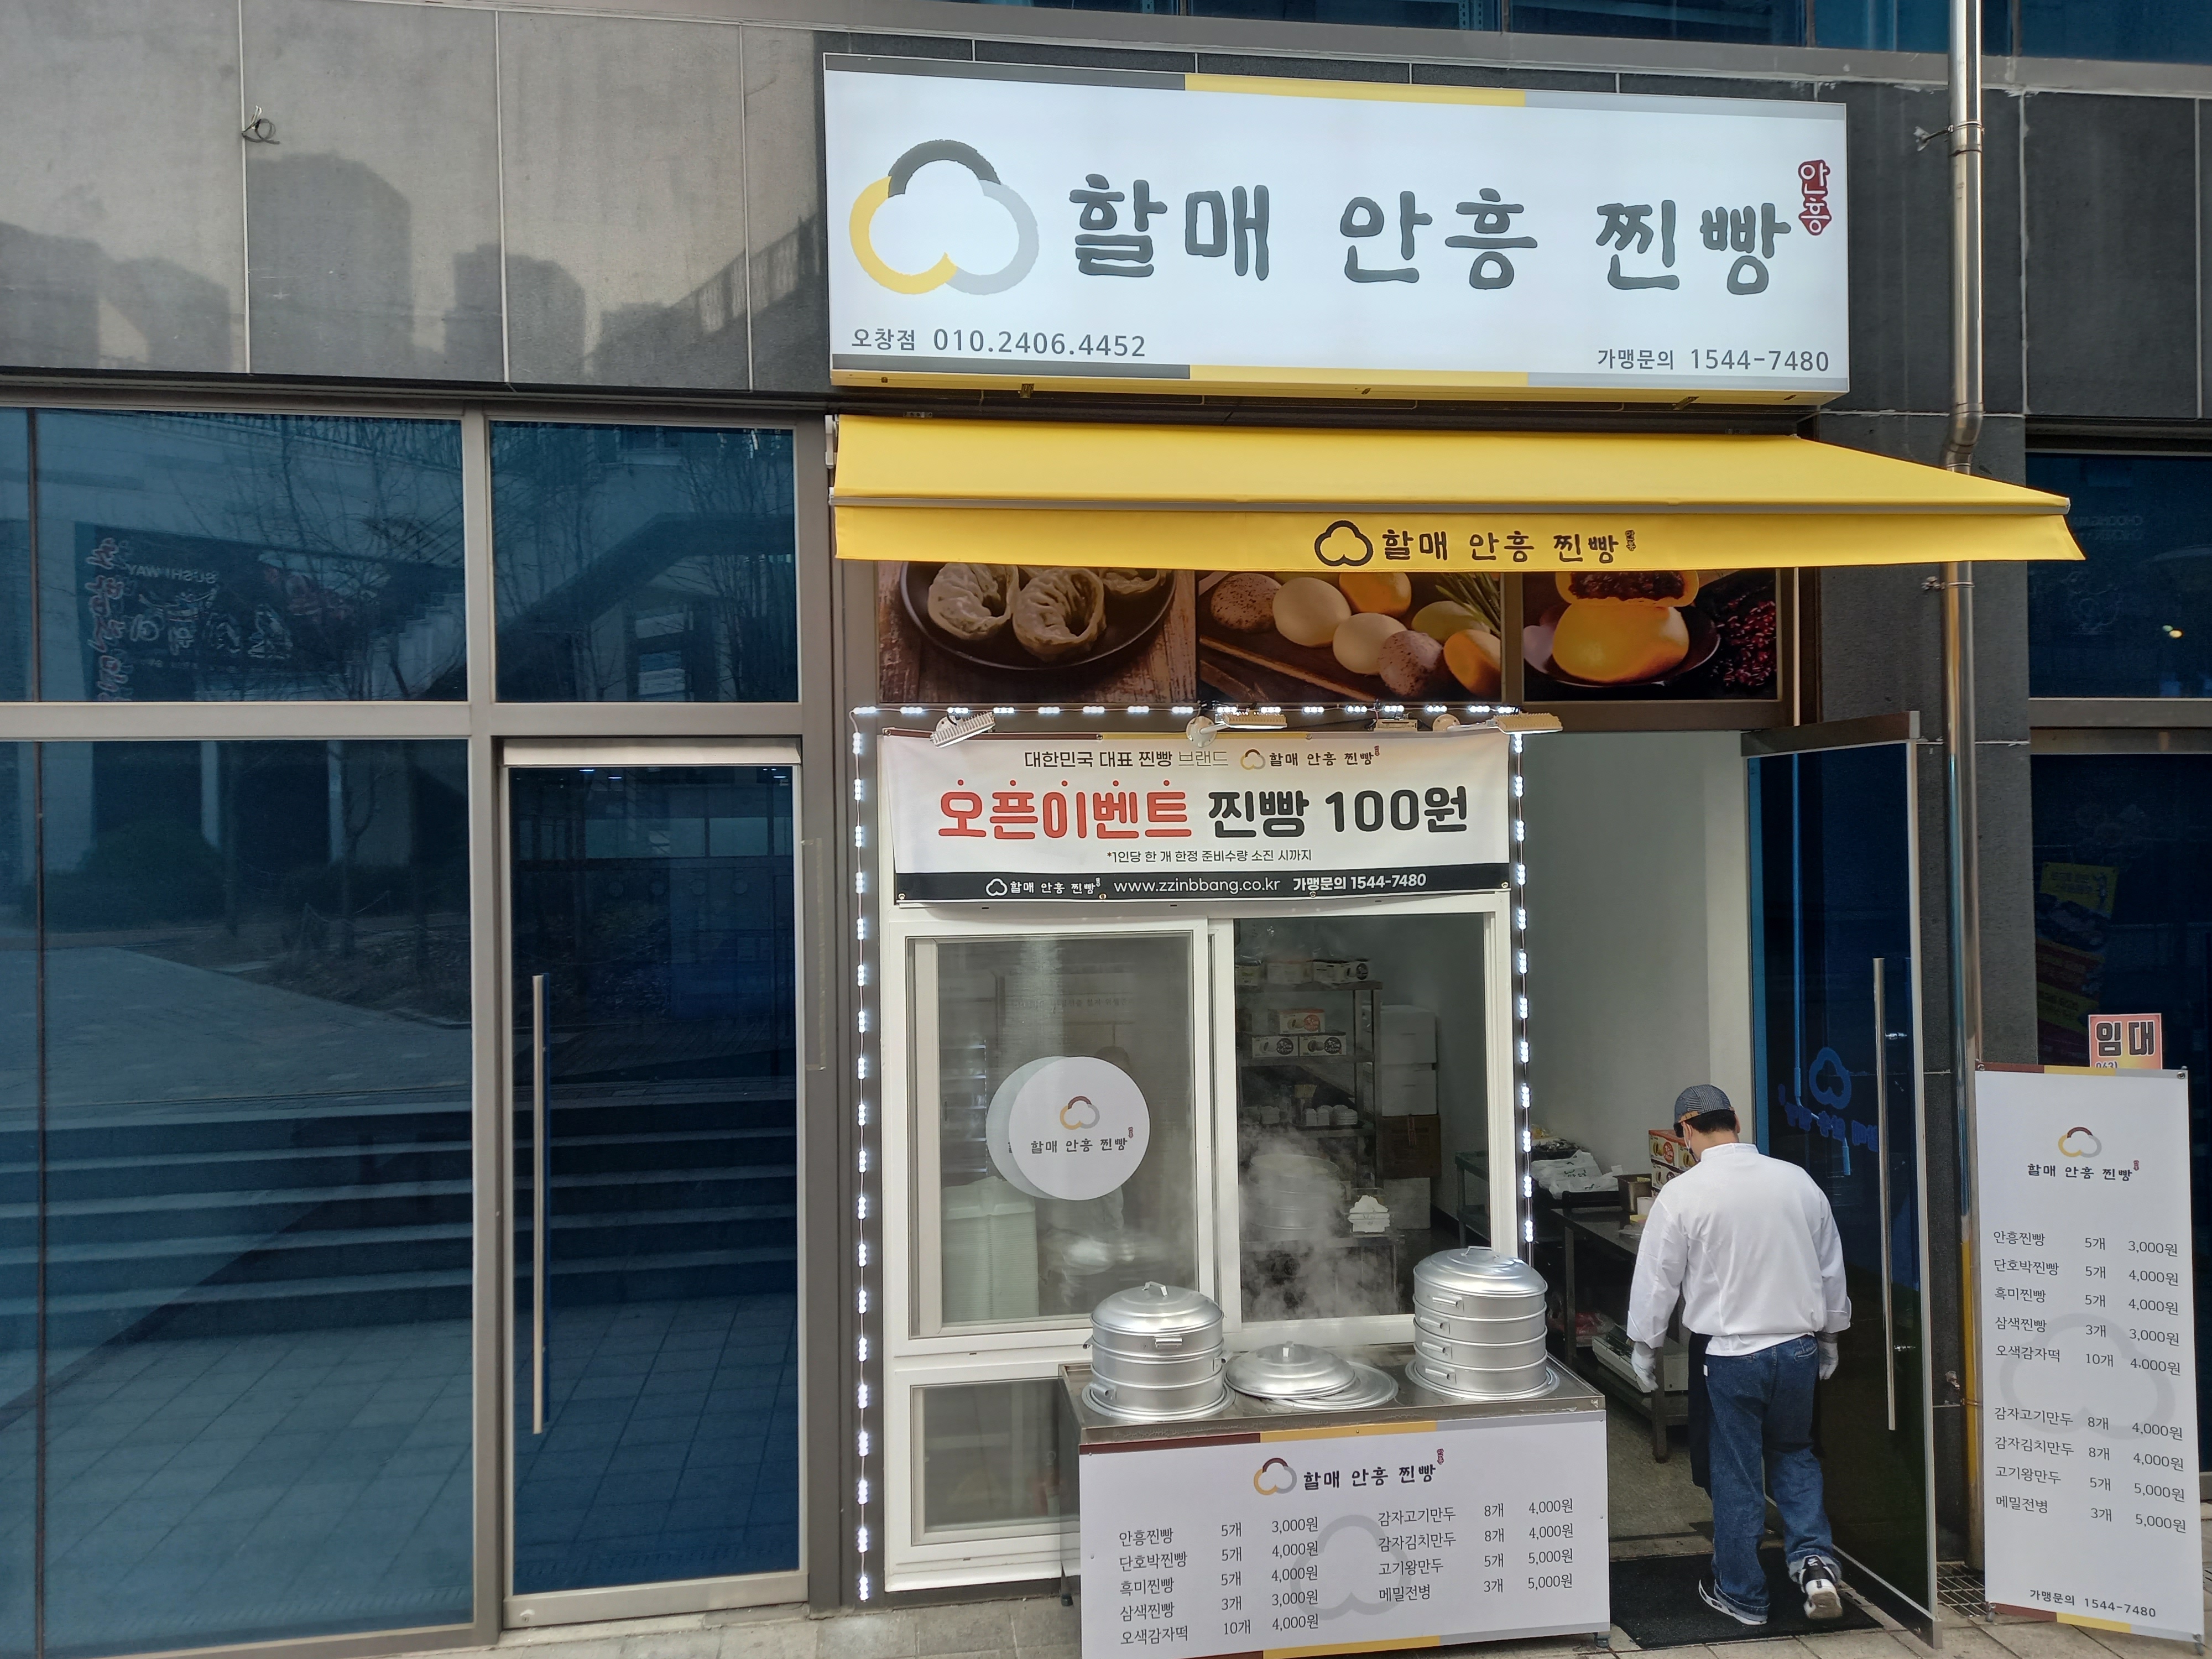 할매 안흥 찐빵 안흥
오창점 010.2406.4452
가맹문의 1544-7480
할매 안흥 찐빵
대한민국 대표 찐빵 브랜드 할매 안흥 찐빵
오픈이벤트 찐빵 100원
*1인당 한 개 한정 준비수량 소진 시까지
할매 안흥 찐빵 www.zzinbbang.co.kr 가맹문의 1544-7480
할매 안흥 찐빵
할매 안흥 찐빵
안흥찐빵 5개 3,000원
단호박찐빵 5개 4,000원
흑미찐빵 5개 4,000원
삼색찐빵 3개 3,000원
오색감자떡 10개 4,000원
감자고기만두 8개 4,000원
감자김치만두 8개 4,000원
고기왕만두 5개 5,000원
메밀전병 3개 5,000원
임대
할매 안흥 찐빵
안흥찐빵 5개 3,000원
단호박찐빵 5개 4,000원
흑미찐빵 5개 4,000원
삼색찐빵 3개 3,000원
오색감자떡 10개 4,000원
감자고기만두 8개 4,000원
감자김치만두 8개 4,000원
고기왕만두 5개 5,000원
메밀전병 3개 5,000원
가맹문의 1544-7480
SUSHI WAY